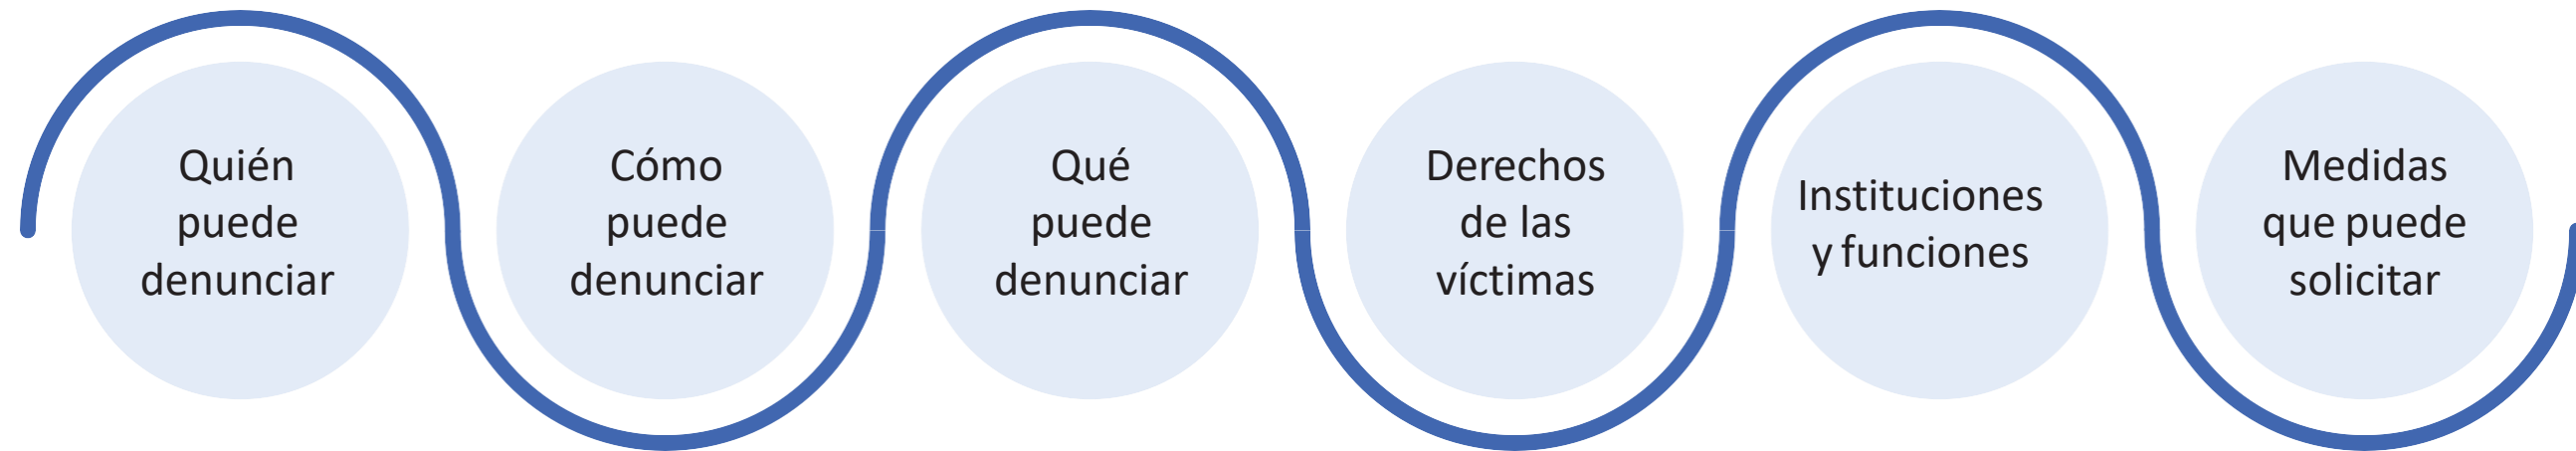 Quién
puede
denunciar
Cómo
puede
denunciar
Qué
puede
denunciar
Derechos
de las
víctimas
Instituciones
y funciones
Medidas
que puede
solicitar